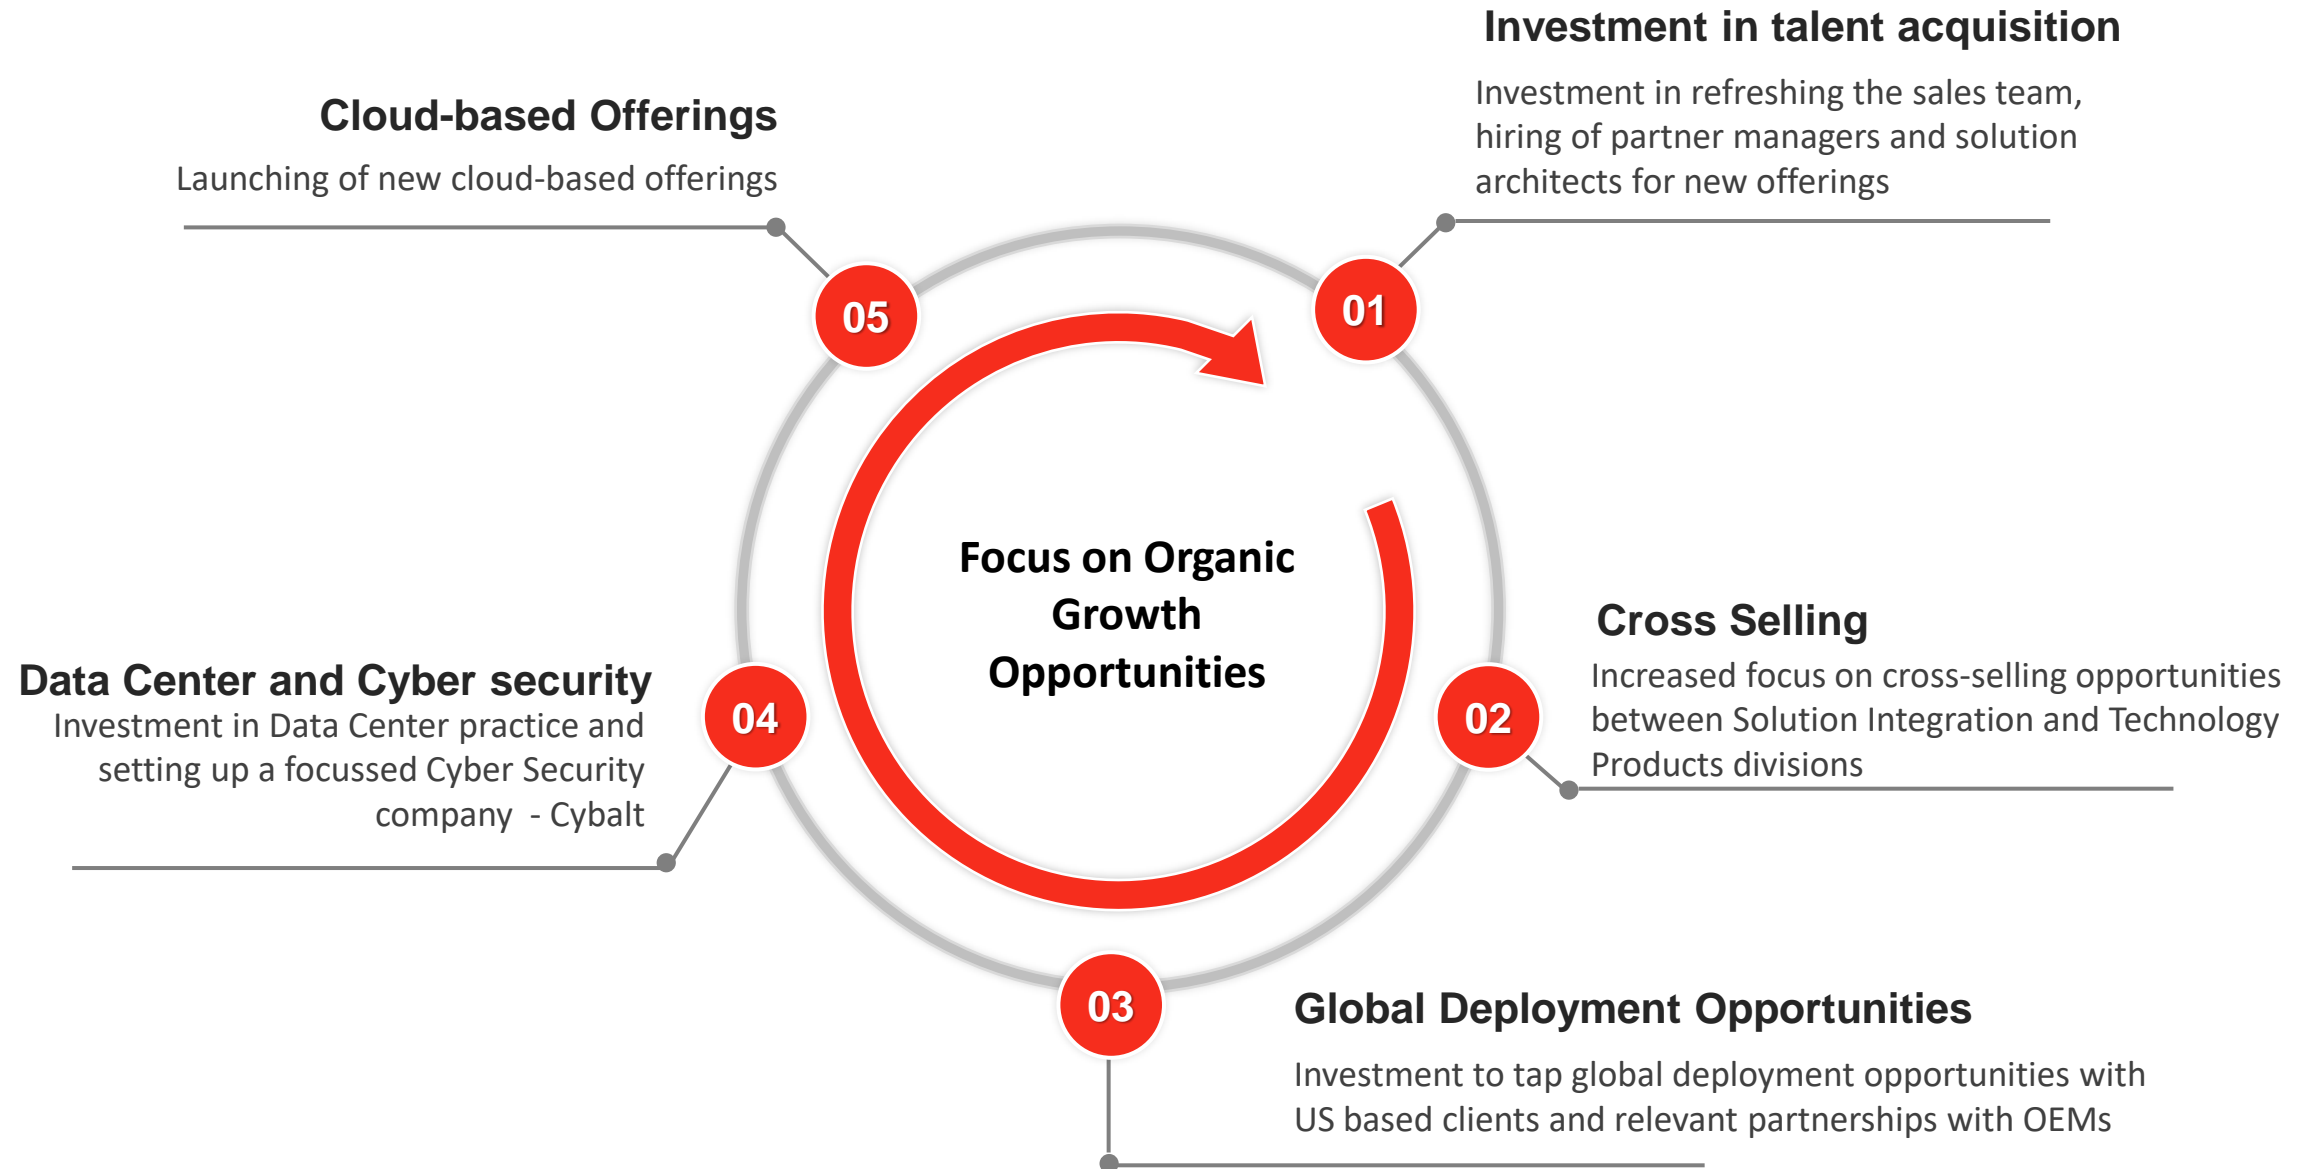 Investment in talent acquisition
Investment in refreshing the sales team,
hiring of partner managers and solution
architects for new offerings
01
Cross Selling
Increased focus on cross-selling opportunities
between Solution Integration and Technology
Products divisions
02
Global Deployment Opportunities
Investment to tap global deployment opportunities with
US based clients and relevant partnerships with OEMs
03
Data Center and Cyber security
Investment in Data Center practice and
setting up a focussed Cyber Security
company  - Cybalt
04
Cloud-based Offerings
Launching of new cloud-based offerings
05
Focus on Organic
Growth
Opportunities